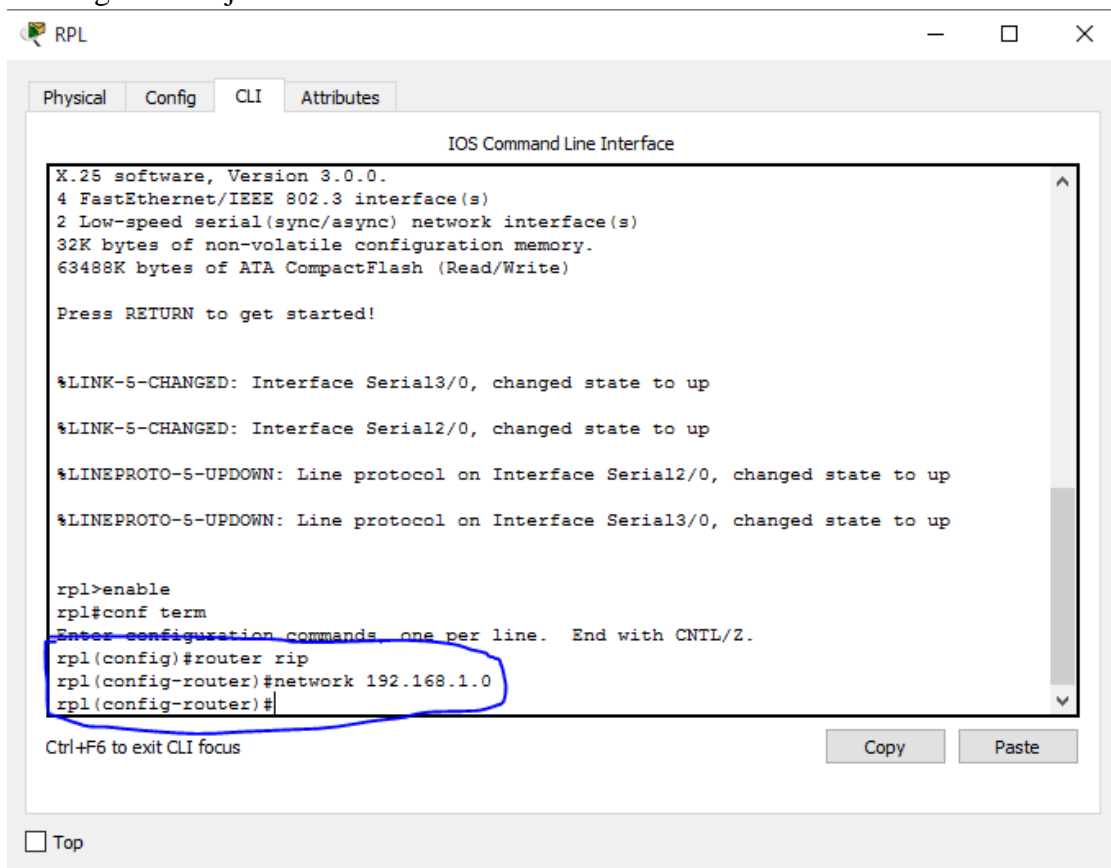 RPL
Physical Config CLI Attributes
IOS Command Line Interface
X.25 software, Version 3.0.0.
4 FastEthernet/IEEE 802.3 interface(s)
2 Low-speed serial(sync/async) network interface(s)
32K bytes of non-volatile configuration memory.
63488K bytes of ATA CompactFlash (Read/Write)
Press RETURN to get started!
%LINK-5-CHANGED: Interface Serial3/0, changed state to up
%LINK-5-CHANGED: Interface Serial2/0, changed state to up
%LINEPROTO-5-UPDOWN: Line protocol on Interface Serial2/0, changed state to up
%LINEPROTO-5-UPDOWN: Line protocol on Interface Serial3/0, changed state to up
rpl>enable
rpl#conf term
Enter configuration commands, one per line. End with CNTL/Z.
rpl(config)#router rip
rpl(config-router)#network 192.168.1.0
rpl(config-router)#
Ctrl+F6 to exit CLI focus
Copy Paste
Top